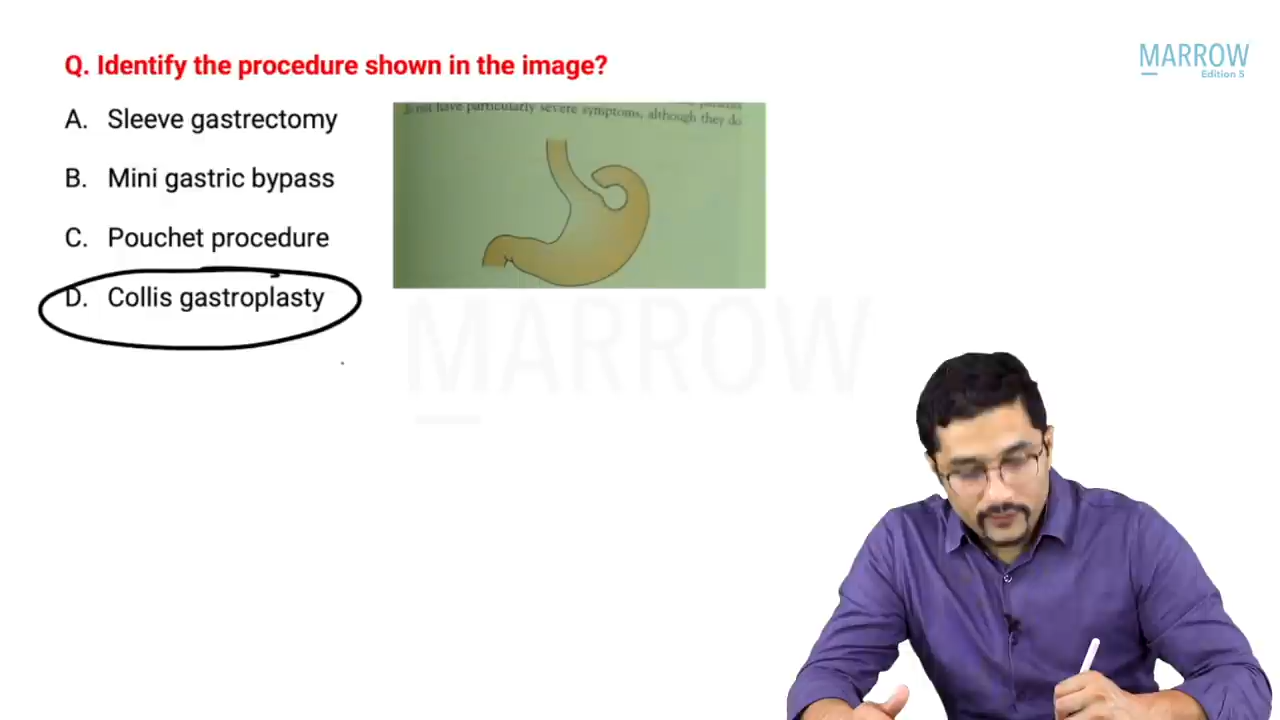 Q. Identify the procedure shown in the image?
MARROW
Edition 5
A. Sleeve gastrectomy
B. Mini gastric bypass
C. Pouchet procedure
D. Collis gastroplasty
not have particularly severe symptoms, although they do
MARROW